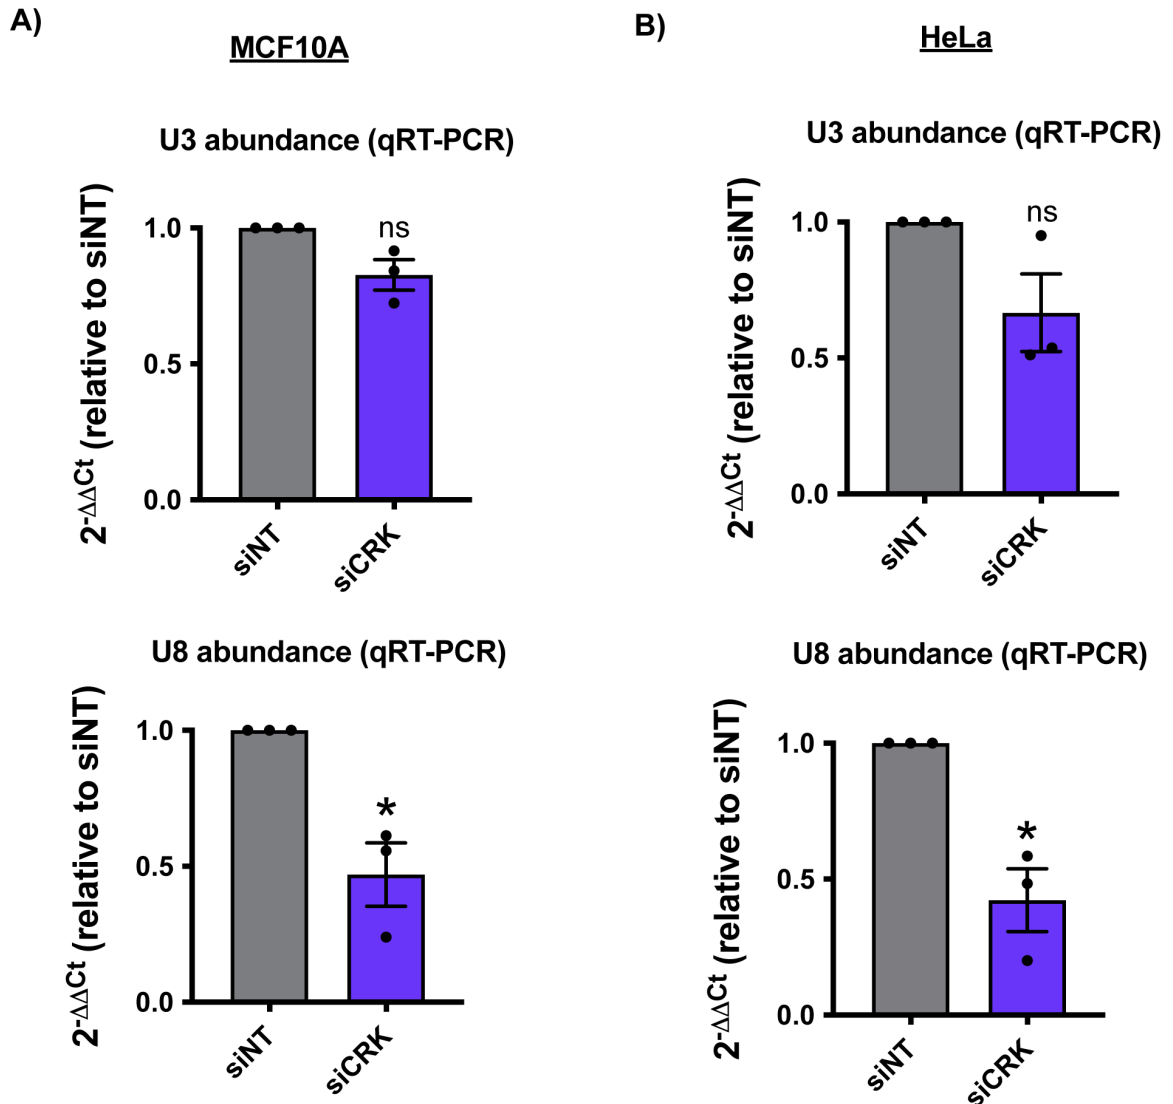 A)
MCF10A
U3 abundance (qRT-PCR)
2-ΔΔCt (relative to siNT)
1.0
0.5
0.0
ns
siNT
siCRK
U8 abundance (qRT-PCR)
2-ΔΔCt (relative to siNT)
1.0
0.5
0.0
*
siNT
siCRK
B)
HeLa
U3 abundance (qRT-PCR)
2-ΔΔCt (relative to siNT)
1.0
0.5
0.0
ns
siNT
siCRK
U8 abundance (qRT-PCR)
2-ΔΔCt (relative to siNT)
1.0
0.5
0.0
*
siNT
siCRK